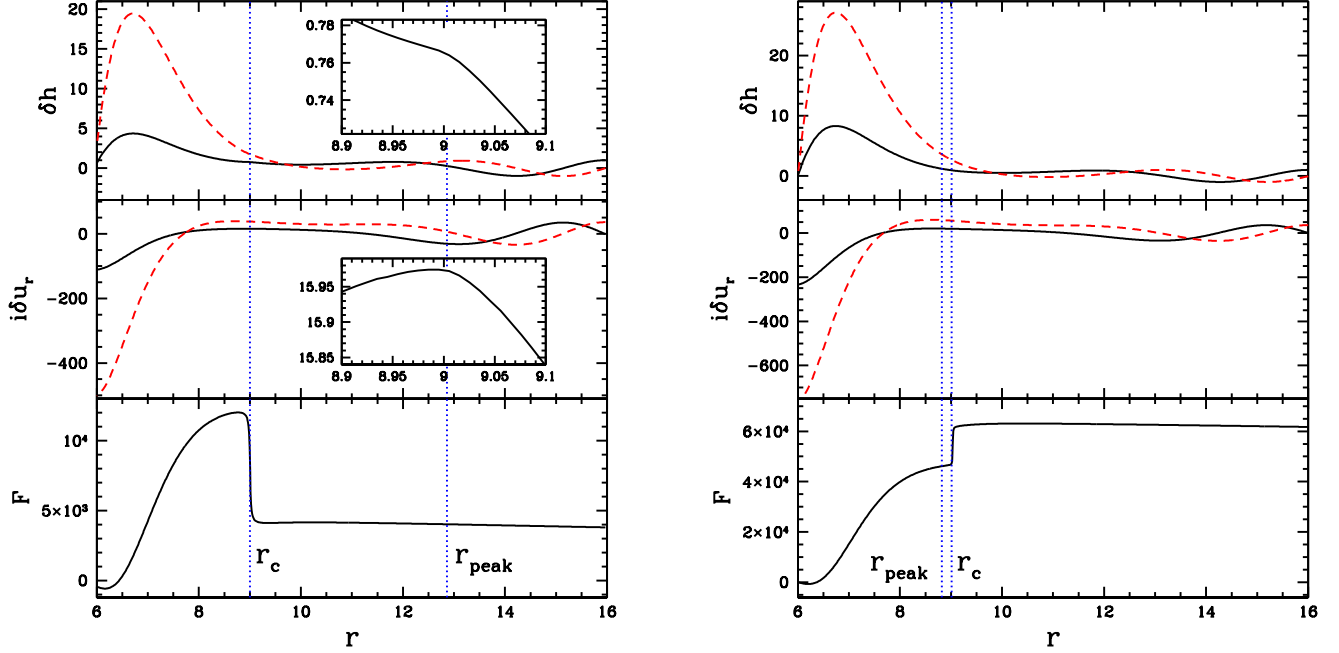 20
15
10
5
0
δh
0.78
0.76
0.74
8.9 8.95 9 9.05 9.1
0
−200
−400
iδu_r
15.95
15.9
15.85
8.9 8.95 9 9.05 9.1
10⁴
5×10³
0
F
r_c
r_peak
6 8 10 12 14 16
r
20
10
0
δh
0
−200
−400
−600
iδu_r
6×10⁴
4×10⁴
2×10⁴
0
F
r_peak r_c
6 8 10 12 14 16
r